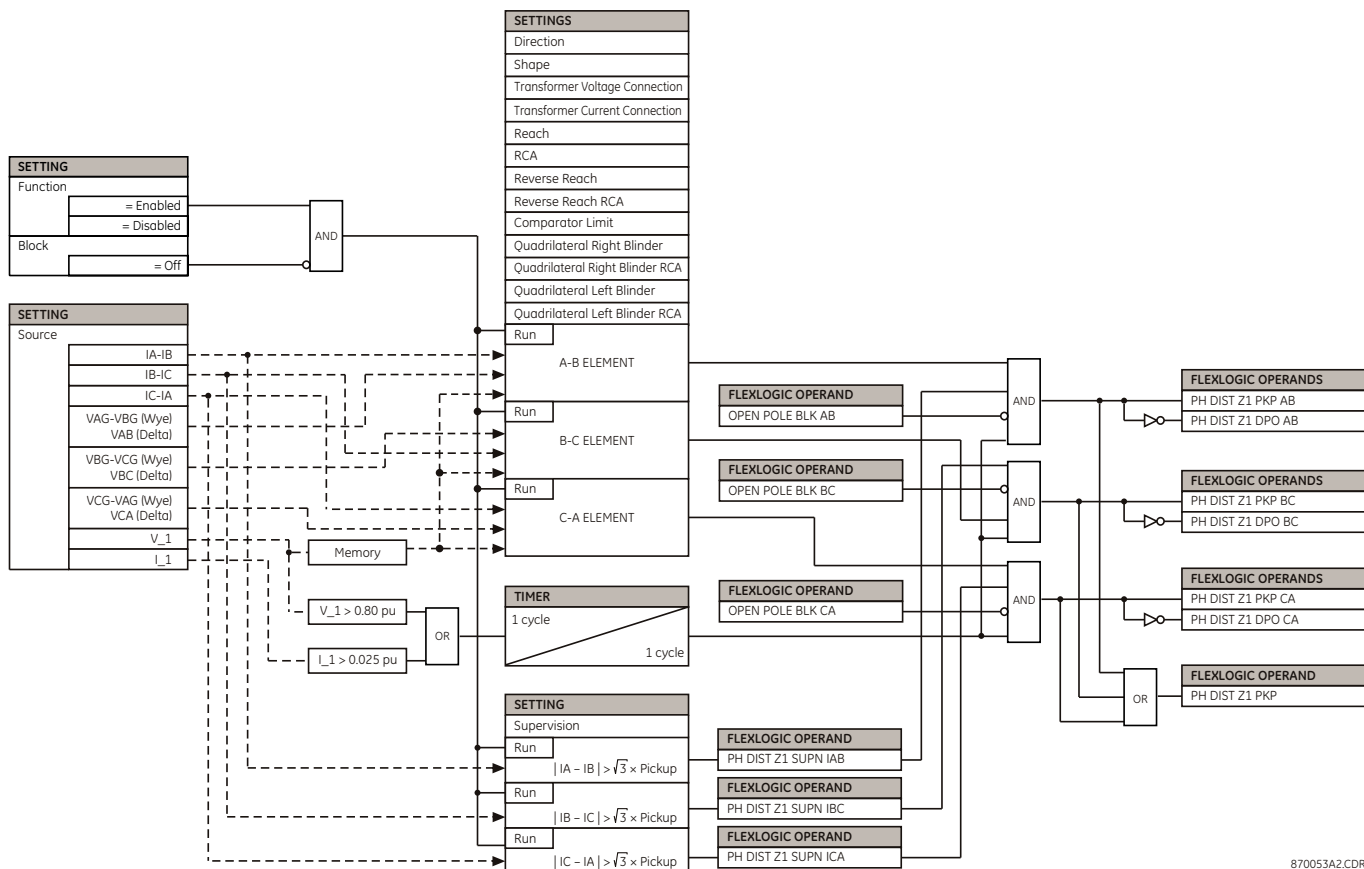 SETTINGS
Direction
Shape
Transformer Voltage Connection
Transformer Current Connection
Reach
RCA
Reverse Reach
Reverse Reach RCA
Comparator Limit
Quadrilateral Right Blinder
Quadrilateral Right Blinder RCA
Quadrilateral Left Blinder
Quadrilateral Left Blinder RCA
Run
A-B ELEMENT
Run
B-C ELEMENT
Run
C-A ELEMENT
SETTING
Function
= Enabled
= Disabled
Block
= Off
AND
SETTING
Source
IA-IB
IB-IC
IC-IA
VAG-VBG (Wye)
VAB (Delta)
VBG-VCG (Wye)
VBC (Delta)
VCG-VAG (Wye)
VCA (Delta)
V_1
I_1
Memory
V_1 > 0.80 pu
I_1 > 0.025 pu
OR
TIMER
1 cycle
1 cycle
SETTING
Supervision
Run
| IA – IB | > √3 × Pickup
Run
| IB – IC | > √3 × Pickup
Run
| IC – IA | > √3 × Pickup
FLEXLOGIC OPERAND
OPEN POLE BLK AB
FLEXLOGIC OPERAND
OPEN POLE BLK BC
FLEXLOGIC OPERAND
OPEN POLE BLK CA
FLEXLOGIC OPERAND
PH DIST Z1 SUPN IAB
FLEXLOGIC OPERAND
PH DIST Z1 SUPN IBC
FLEXLOGIC OPERAND
PH DIST Z1 SUPN ICA
AND
AND
AND
OR
FLEXLOGIC OPERANDS
PH DIST Z1 PKP AB
PH DIST Z1 DPO AB
FLEXLOGIC OPERANDS
PH DIST Z1 PKP BC
PH DIST Z1 DPO BC
FLEXLOGIC OPERANDS
PH DIST Z1 PKP CA
PH DIST Z1 DPO CA
FLEXLOGIC OPERAND
PH DIST Z1 PKP
870053A2.CDR